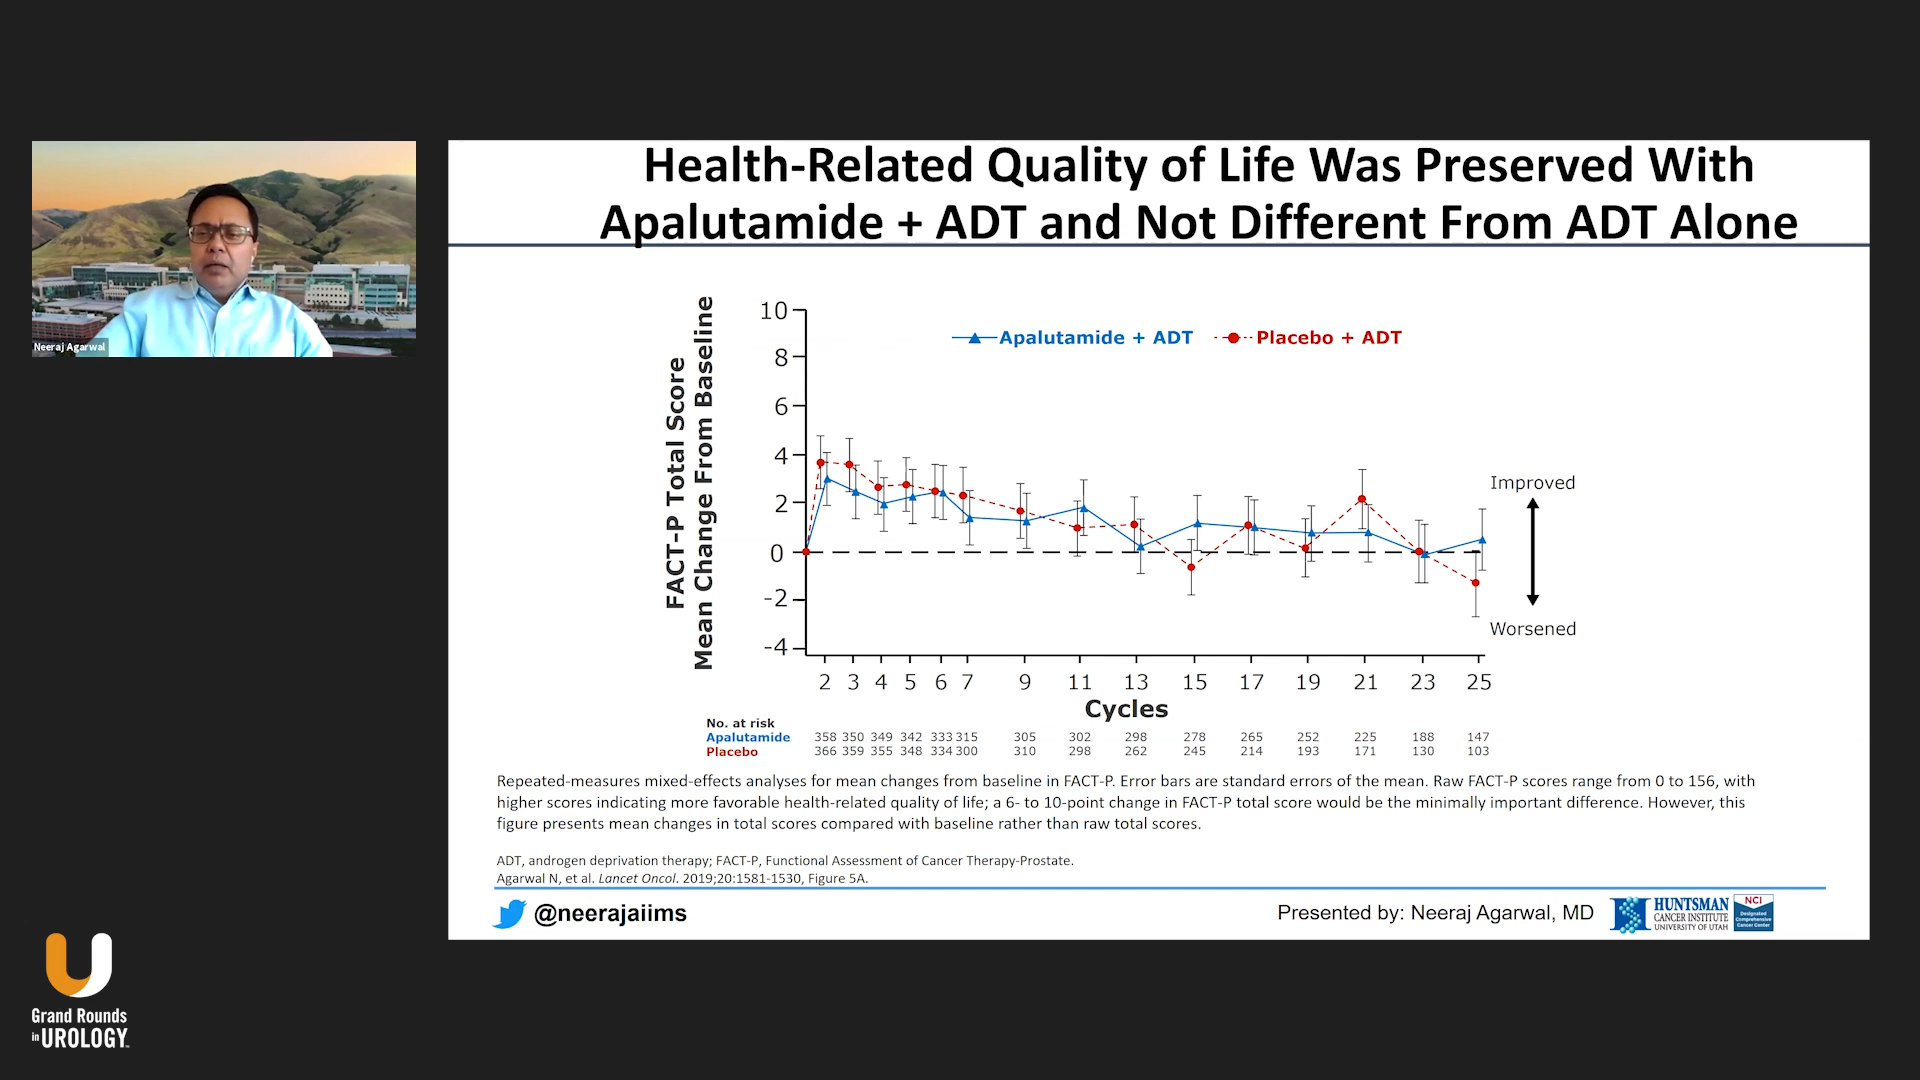 Health-Related Quality of Life Was Preserved With
Apalutamide + ADT and Not Different From ADT Alone
Neeraj Agarwal
FACT-P Total Score
Mean Change From Baseline
10
8
6
4
2
0
-2
-4
Apalutamide + ADT
Placebo + ADT
Improved
Worsened
2 3 4 5 6 7 9 11 13 15 17 19 21 23 25
Cycles
No. at risk
Apalutamide 358 350 349 342 333 315 305 302 298 278 265 252 225 188 147
Placebo 366 359 355 348 334 300 310 298 262 245 214 193 171 130 103
Repeated-measures mixed-effects analyses for mean changes from baseline in FACT-P. Error bars are standard errors of the mean. Raw FACT-P scores range from 0 to 156, with
higher scores indicating more favorable health-related quality of life; a 6- to 10-point change in FACT-P total score would be the minimally important difference. However, this
figure presents mean changes in total scores compared with baseline rather than raw total scores.
ADT, androgen deprivation therapy; FACT-P, Functional Assessment of Cancer Therapy-Prostate.
Agarwal N, et al. Lancet Oncol. 2019;20:1581-1530, Figure 5A.
@neerajaiims
Presented by: Neeraj Agarwal, MD
HUNTSMAN
CANCER INSTITUTE
UNIVERSITY OF UTAH
NCI
Designated
Comprehensive
Cancer Center
Grand Rounds
in UROLOGY